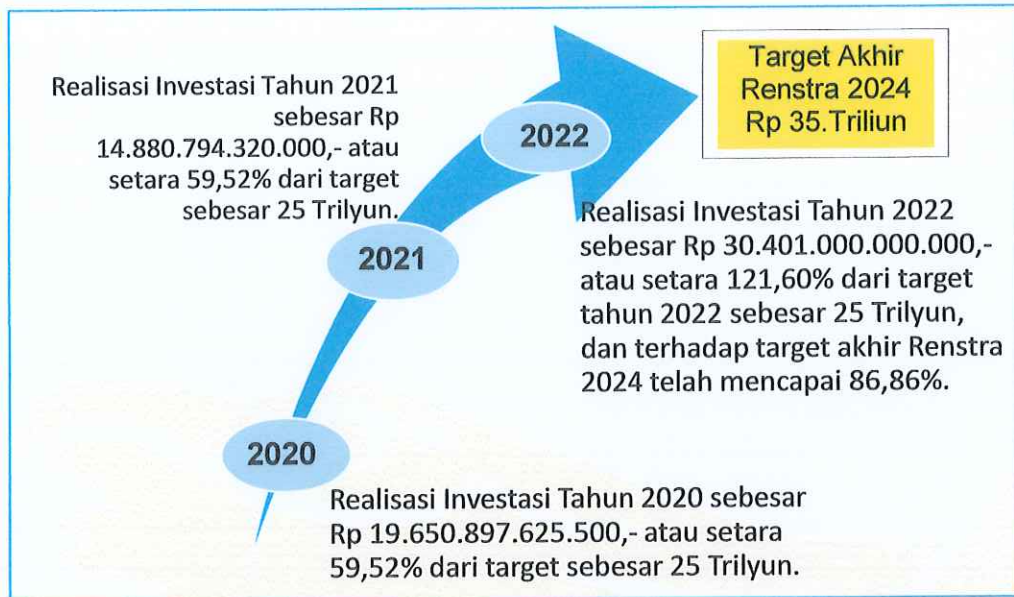 Target Akhir
Renstra 2024
Rp 35.Triliun
Realisasi Investasi Tahun 2021
sebesar Rp
14.880.794.320.000,- atau
setara 59,52% dari target
sebesar 25 Trilyun.
2022
Realisasi Investasi Tahun 2022
sebesar Rp 30.401.000.000.000,-
atau setara 121,60% dari target
tahun 2022 sebesar 25 Trilyun,
dan terhadap target akhir Renstra
2024 telah mencapai 86,86%.
2021
2020
Realisasi Investasi Tahun 2020 sebesar
Rp 19.650.897.625.500,- atau setara
59,52% dari target sebesar 25 Trilyun.